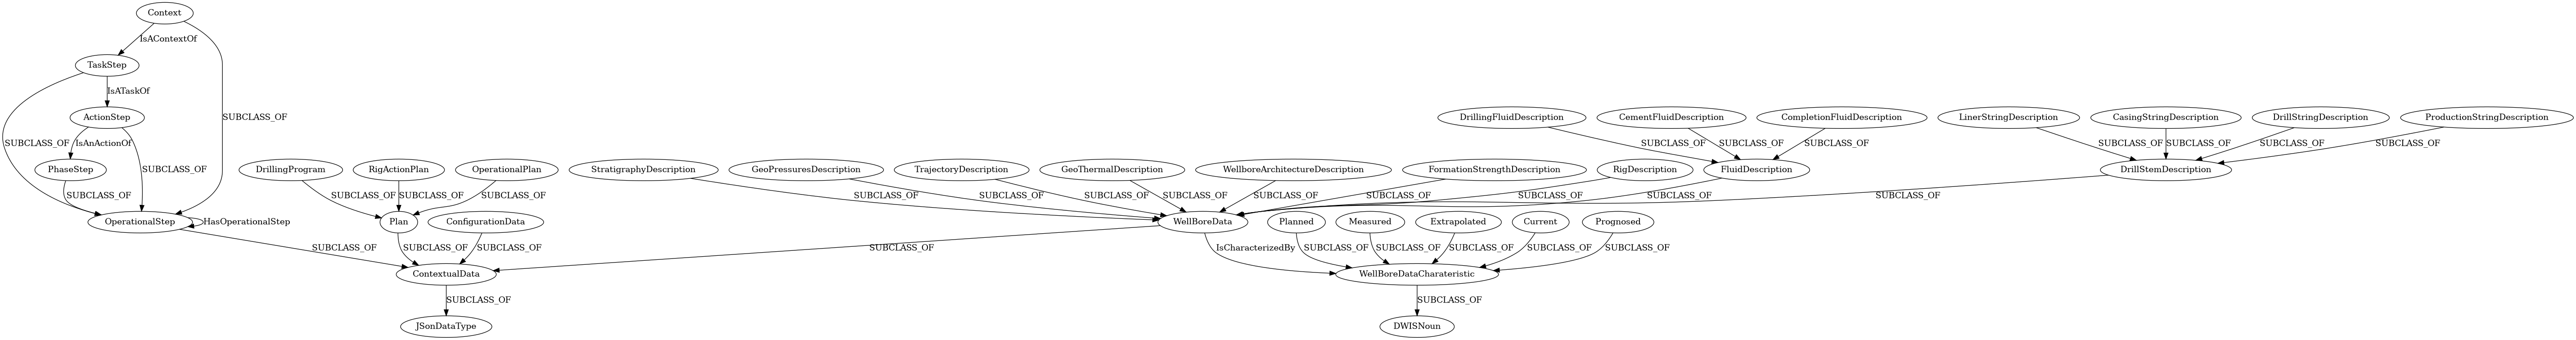 Context
IsAContextOf
TaskStep
IsATaskOf
ActionStep
SUBCLASS_OF
DrillingFluidDescription
CementFluidDescription
CompletionFluidDescription
LinerStringDescription
CasingStringDescription
DrillStringDescription
ProductionStringDescription
SUBCLASS_OF
IsAnActionOf
SUBCLASS_OF
SUBCLASS_OF
SUBCLASS_OF
SUBCLASS_OF
SUBCLASS_OF
SUBCLASS_OF
SUBCLASS_OF
PhaseStep
SUBCLASS_OF
DrillingProgram
RigActionPlan
OperationalPlan
StratigraphyDescription
GeoPressuresDescription
TrajectoryDescription
GeoThermalDescription
WellboreArchitectureDescription
FormationStrengthDescription
RigDescription
FluidDescription
DrillStemDescription
SUBCLASS_OF
SUBCLASS_OF
SUBCLASS_OF
SUBCLASS_OF
SUBCLASS_OF
SUBCLASS_OF
SUBCLASS_OF
SUBCLASS_OF
SUBCLASS_OF
SUBCLASS_OF
SUBCLASS_OF
SUBCLASS_OF
SUBCLASS_OF
OperationalStep
HasOperationalStep
Plan
ConfigurationData
WellBoreData
Planned
Measured
Extrapolated
Current
Prognosed
SUBCLASS_OF
SUBCLASS_OF
SUBCLASS_OF
SUBCLASS_OF
IsCharacterizedBy
SUBCLASS_OF
SUBCLASS_OF
SUBCLASS_OF
SUBCLASS_OF
SUBCLASS_OF
ContextualData
WellBoreDataCharateristic
SUBCLASS_OF
SUBCLASS_OF
JSonDataType
DWISNoun